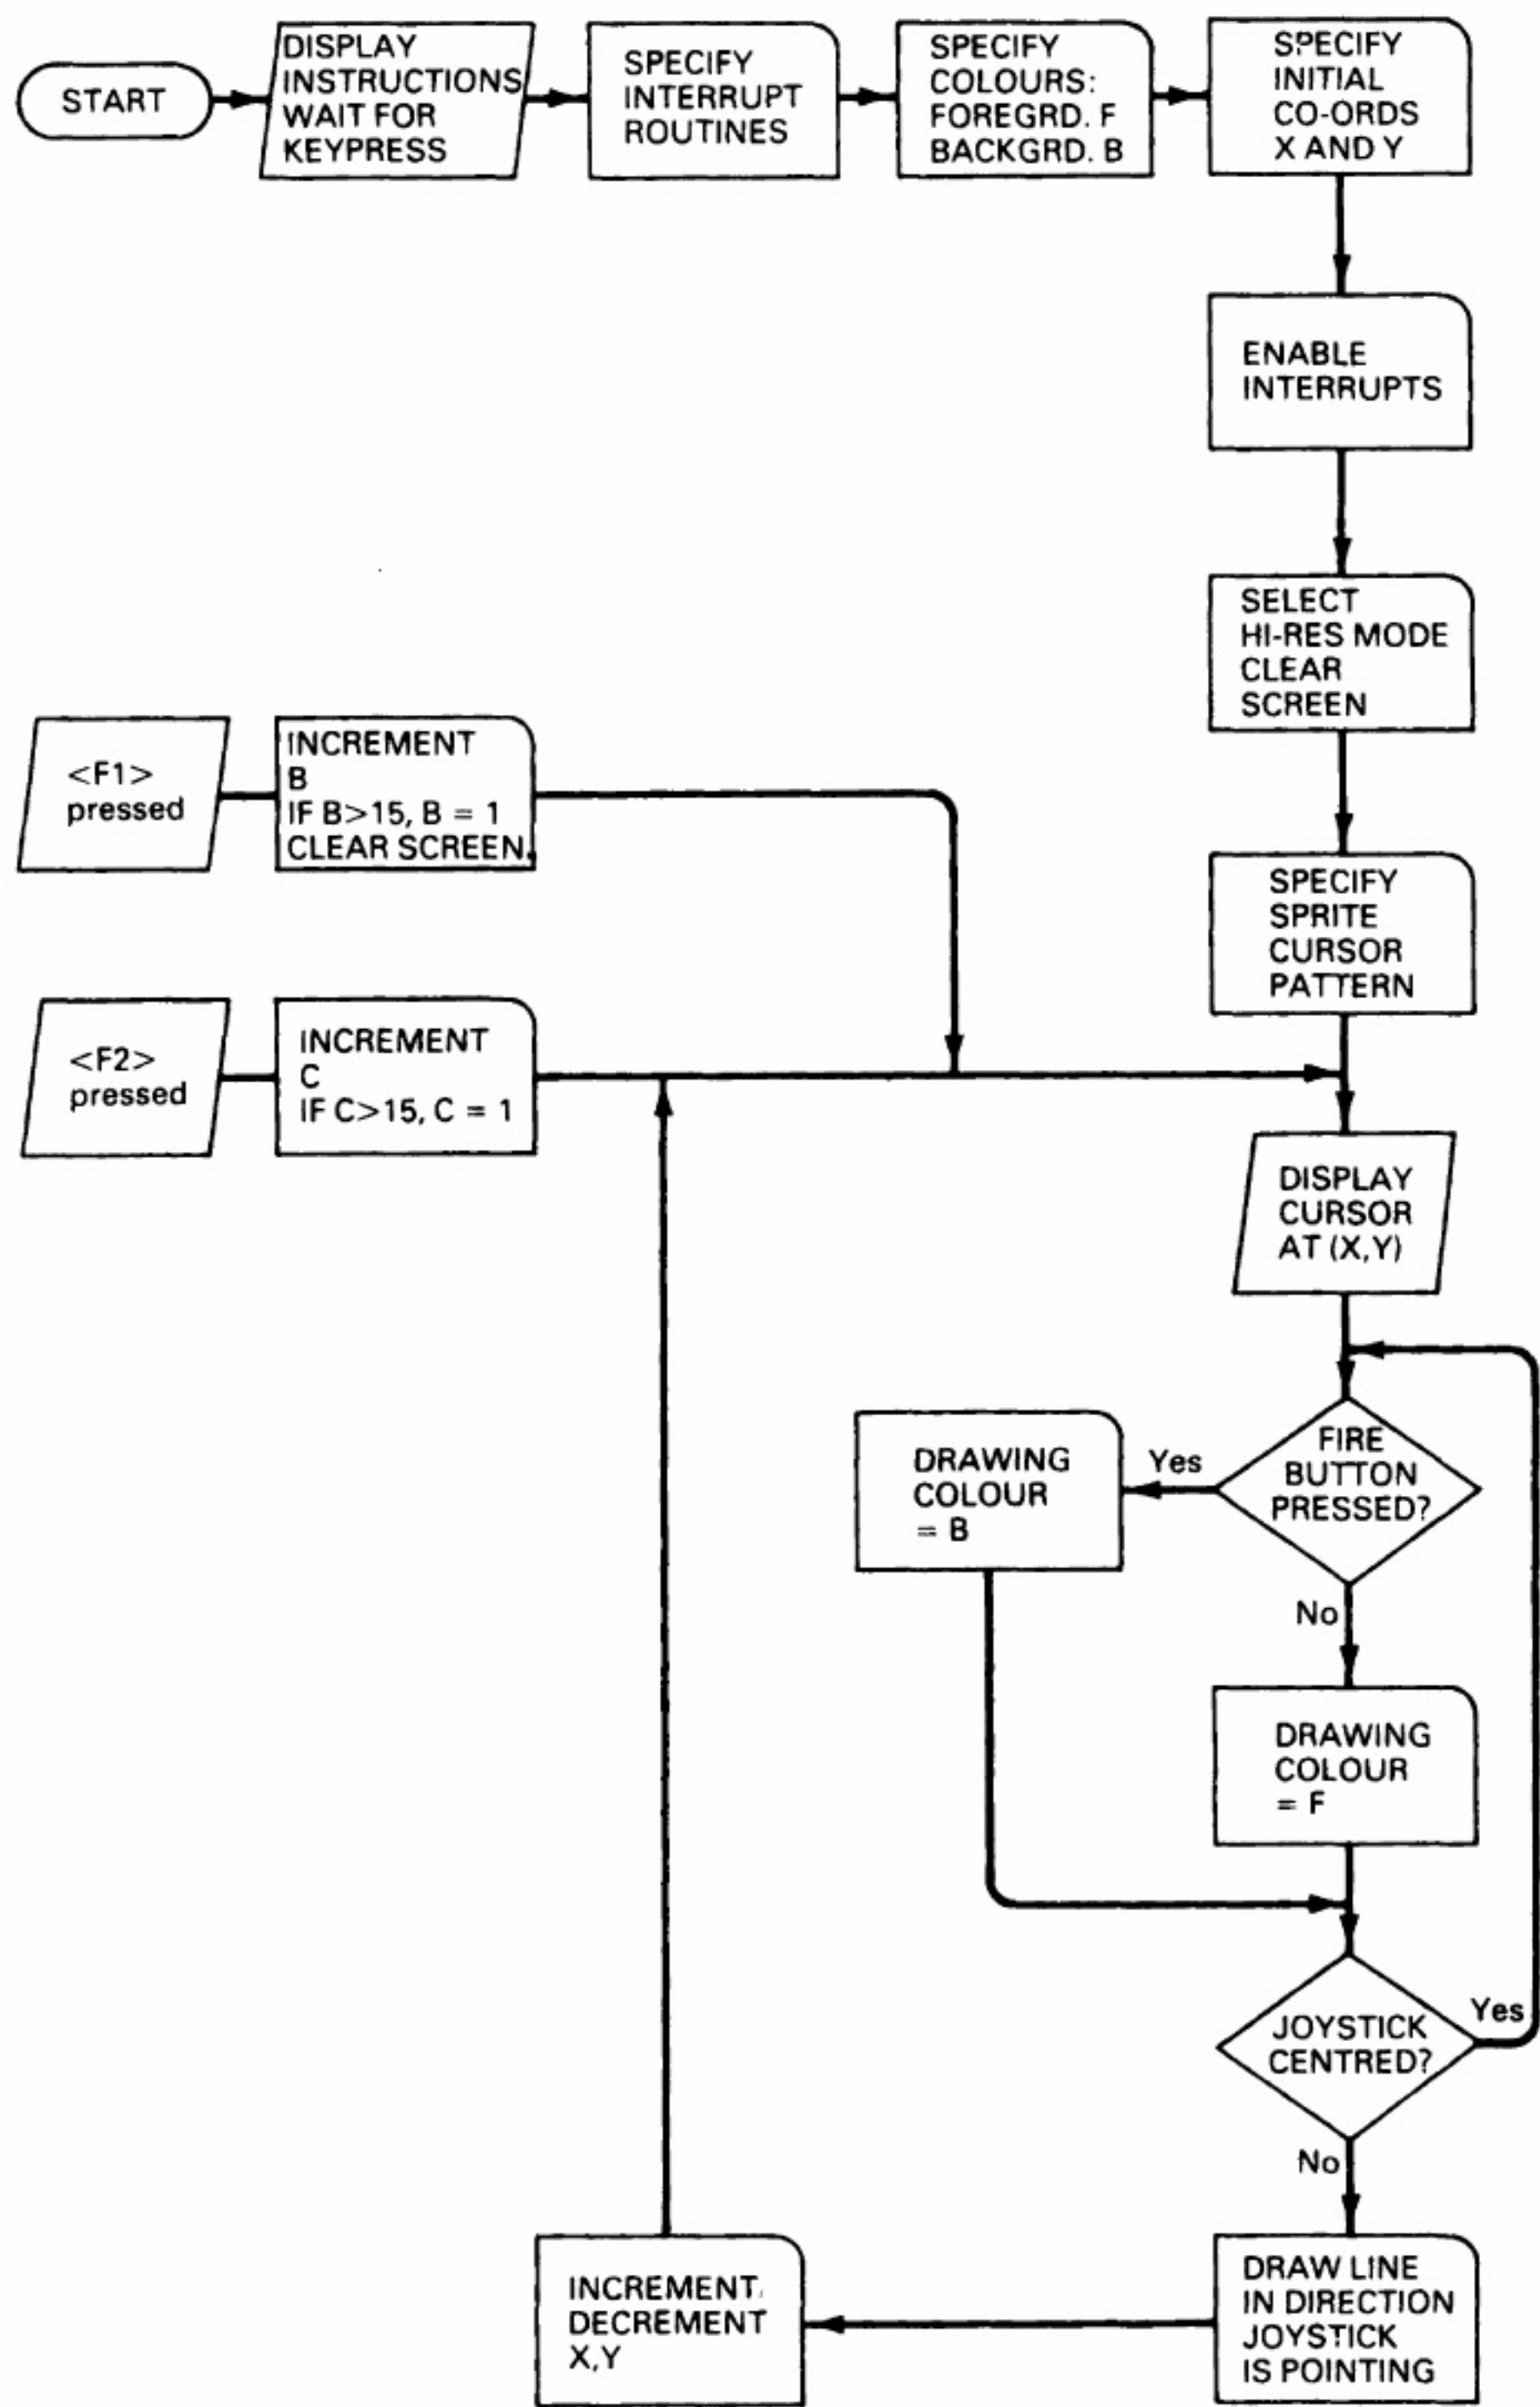 START
DISPLAY
INSTRUCTIONS
WAIT FOR
KEYPRESS
SPECIFY
INTERRUPT
ROUTINES
SPECIFY
COLOURS:
FOREGRD. F
BACKGRD. B
SPECIFY
INITIAL
CO-ORDS
X AND Y
ENABLE
INTERRUPTS
SELECT
HI-RES MODE
CLEAR
SCREEN
<F1>
pressed
INCREMENT
B
IF B>15, B = 1
CLEAR SCREEN.
SPECIFY
SPRITE
CURSOR
PATTERN
<F2>
pressed
INCREMENT
C
IF C>15, C = 1
DISPLAY
CURSOR
AT (X,Y)
FIRE
BUTTON
PRESSED?
Yes
DRAWING
COLOUR
= B
No
DRAWING
COLOUR
= F
JOYSTICK
CENTRED?
Yes
No
DRAW LINE
IN DIRECTION
JOYSTICK
IS POINTING
INCREMENT,
DECREMENT
X,Y